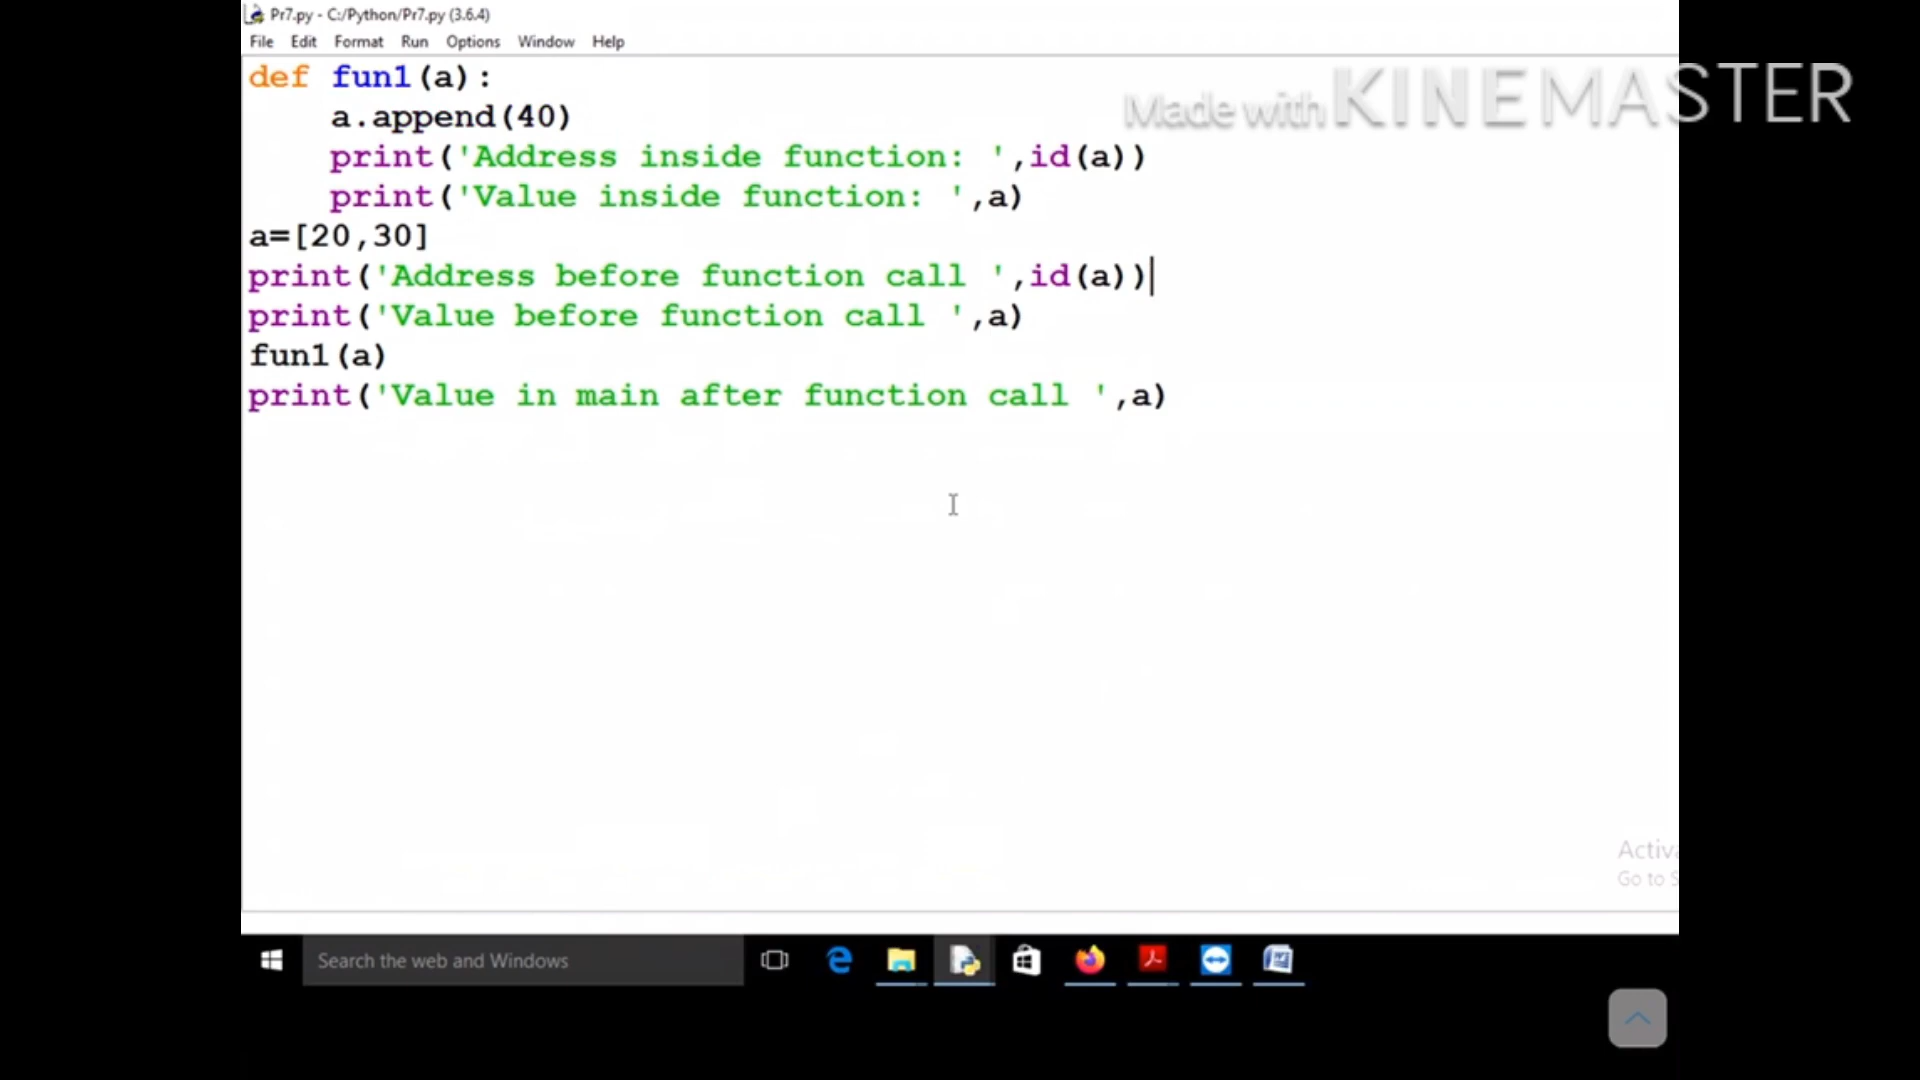 Pr7.py - C:/Python/Pr7.py (3.6.4)
File Edit Format Run Options Window Help
Made with KINEMASTER
def fun1(a):
    a.append(40)
    print('Address inside function: ',id(a))
    print('Value inside function: ',a)
a=[20,30]
print('Address before function call ',id(a))
print('Value before function call ',a)
fun1(a)
print('Value in main after function call ',a)
Activ
Go to S
Search the web and Windows